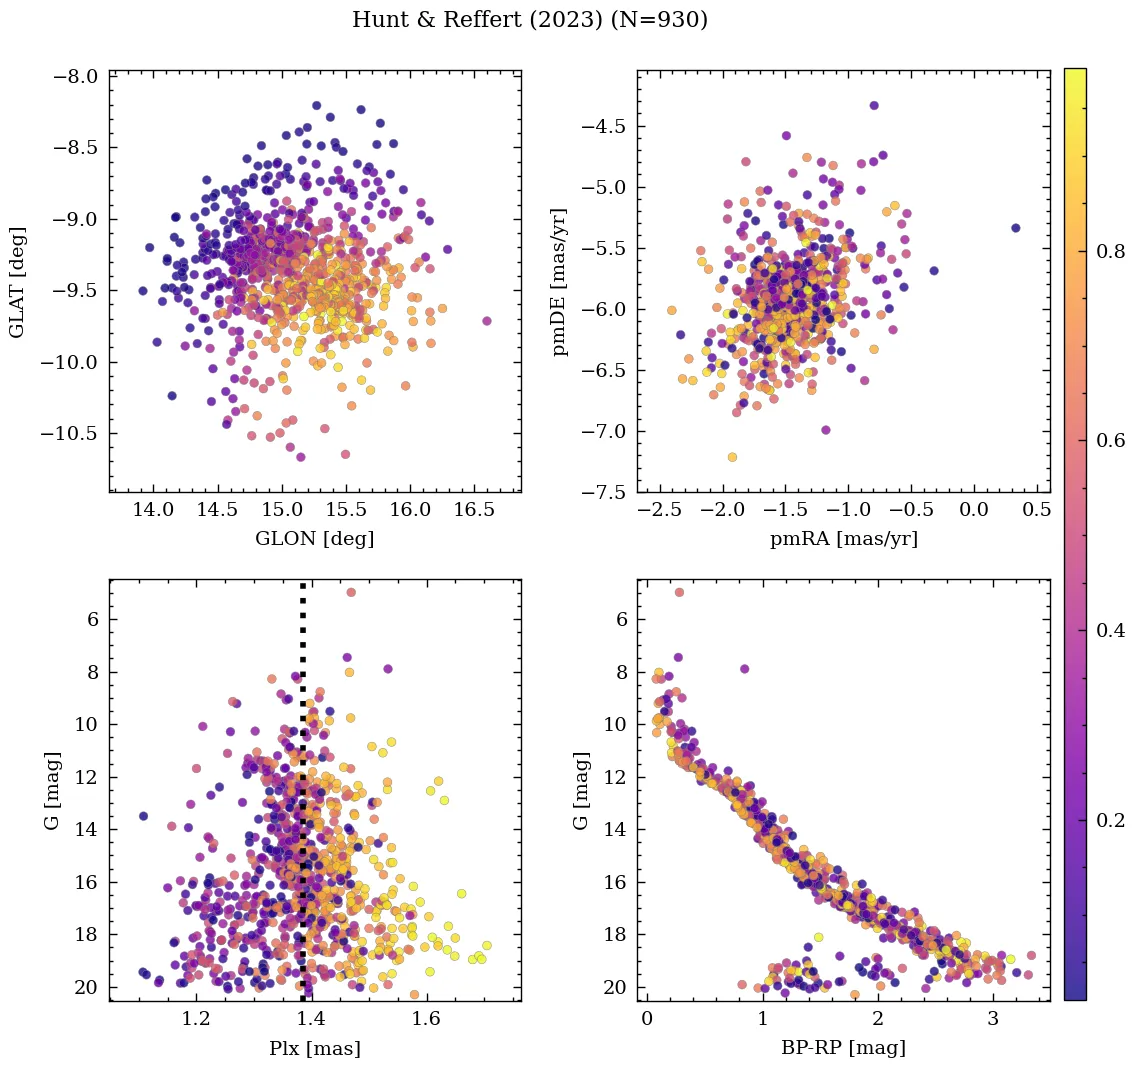 Hunt & Reffert (2023) (N=930)
−8.0
−8.5
−9.0
−9.5
−10.0
−10.5
GLAT [deg]
14.0 14.5 15.0 15.5 16.0 16.5
GLON [deg]
−4.5
−5.0
−5.5
−6.0
−6.5
−7.0
−7.5
pmDE [mas/yr]
−2.5 −2.0 −1.5 −1.0 −0.5 0.0 0.5
pmRA [mas/yr]
6
8
10
12
14
16
18
20
G [mag]
1.2 1.4 1.6
Plx [mas]
6
8
10
12
14
16
18
20
G [mag]
0 1 2 3
BP-RP [mag]
0.8
0.6
0.4
0.2